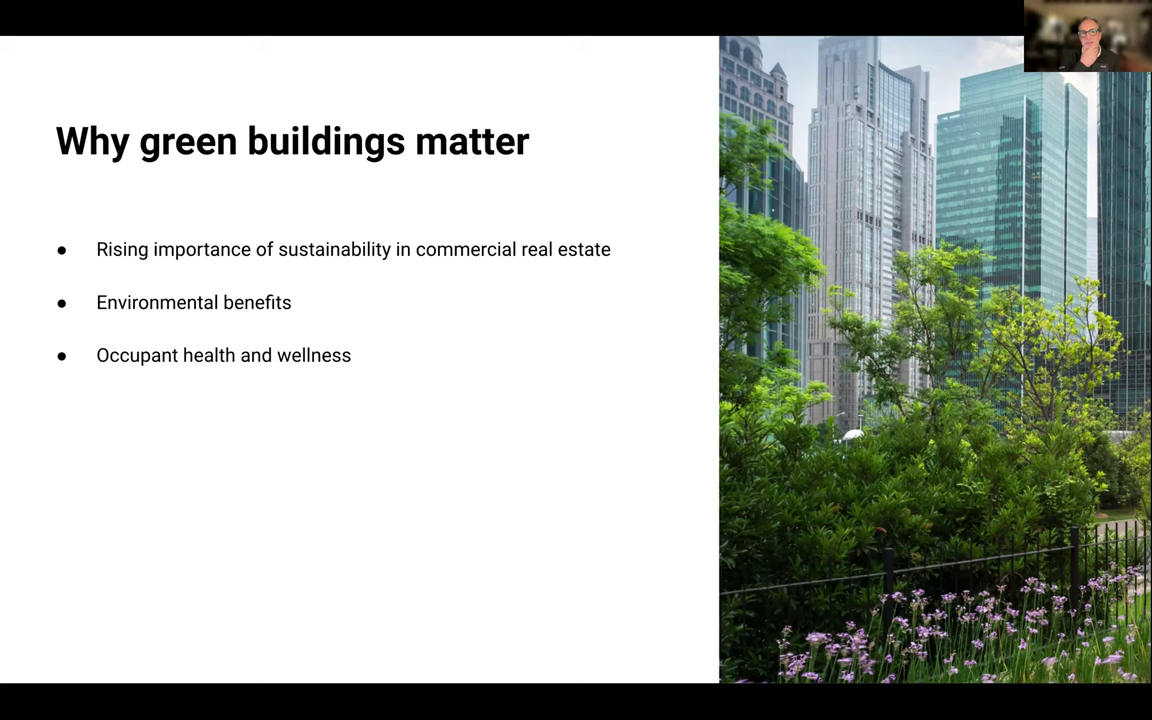 Why green buildings matter
● Rising importance of sustainability in commercial real estate
● Environmental benefits
● Occupant health and wellness